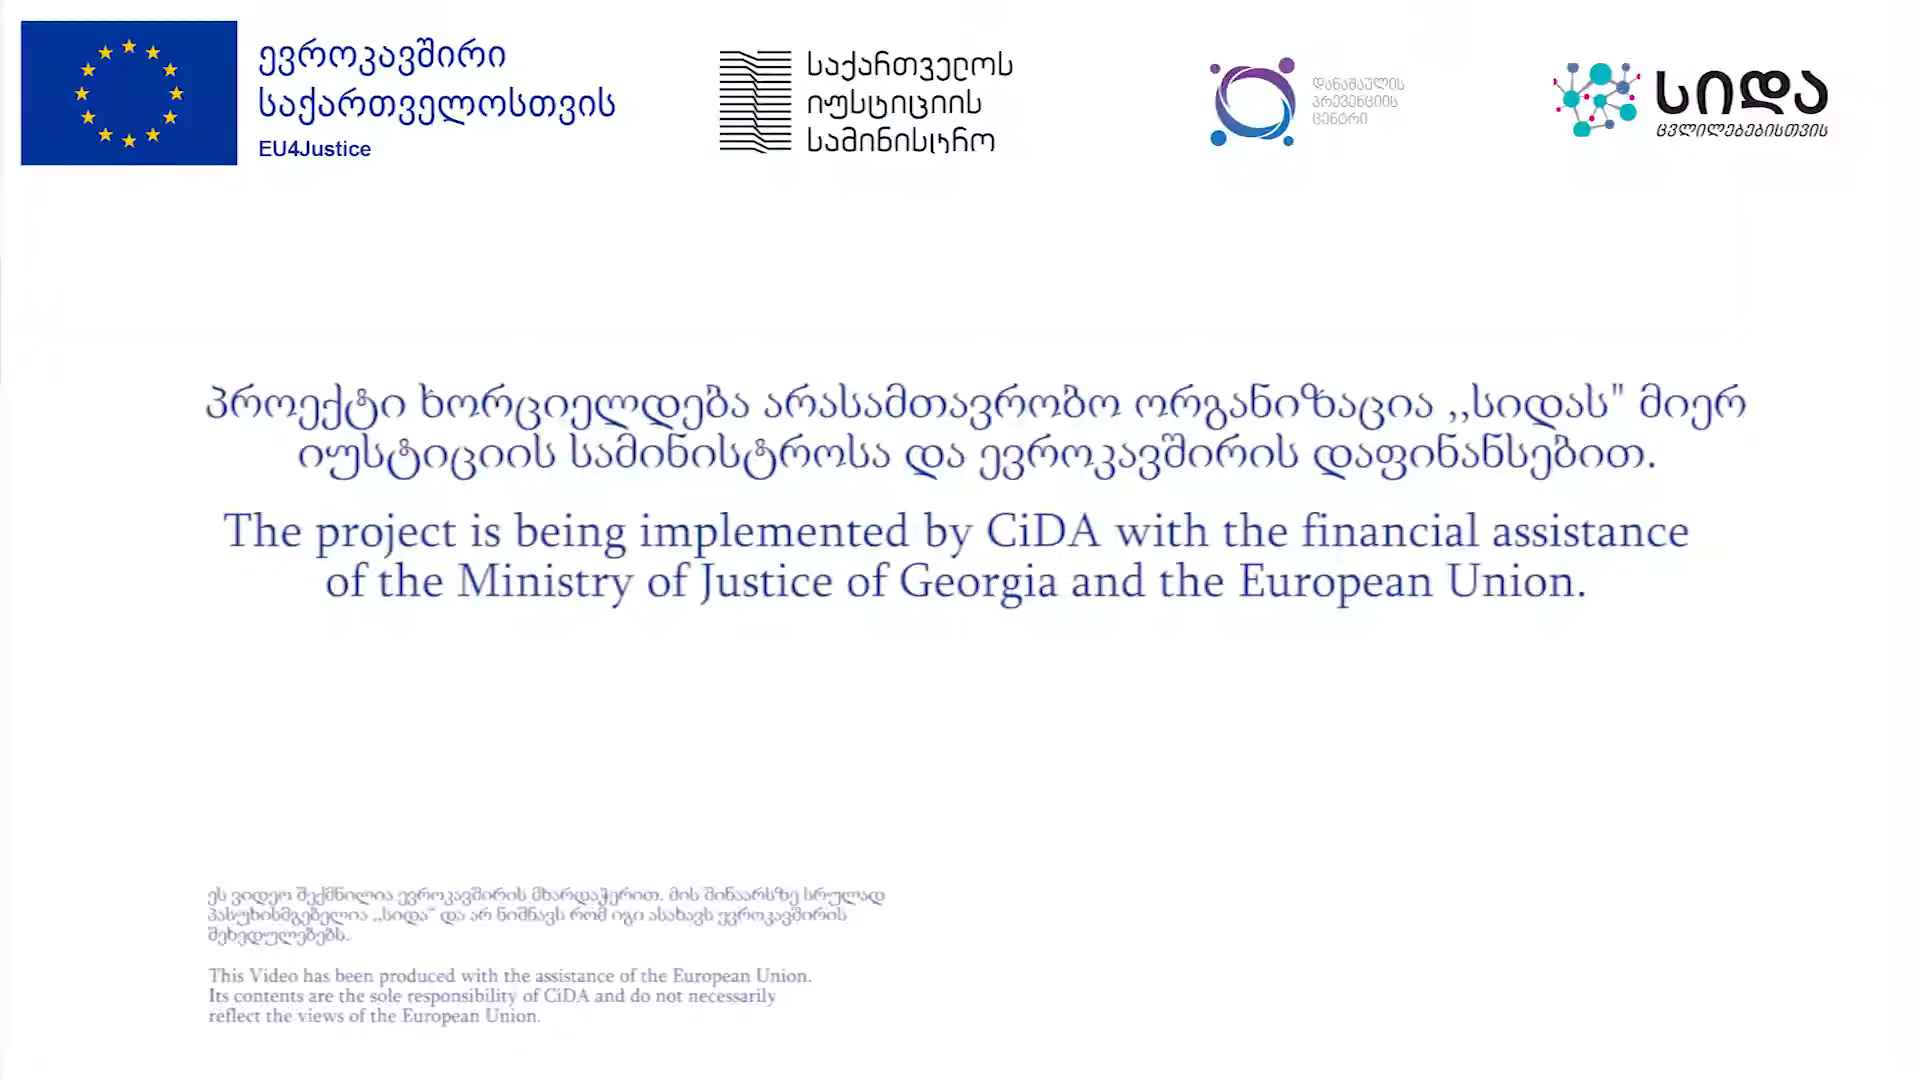 ევროკავშირი
საქართველოსთვის
EU4Justice
საქართველოს
იუსტიციის
სამინისტრო
დანაშაულის
პრევენციის
ცენტრი
სიდა
ცვლილებებისთვის
პროექტი ხორციელდება არასამთავრობო ორგანიზაცია ,,სიდას" მიერ
იუსტიციის სამინისტროსა და ევროკავშირის დაფინანსებით.
The project is being implemented by CiDA with the financial assistance
of the Ministry of Justice of Georgia and the European Union.
ეს ვიდეო შექმნილია ევროკავშირის მხარდაჭერით. მის შინაარსზე სრულად
პასუხისმგებელია ,,სიდა" და არ ნიშნავს რომ იგი ასახავს ევროკავშირის
შეხედულებებს.
This Video has been produced with the assistance of the European Union.
Its contents are the sole responsibility of CiDA and do not necessarily
reflect the views of the European Union.